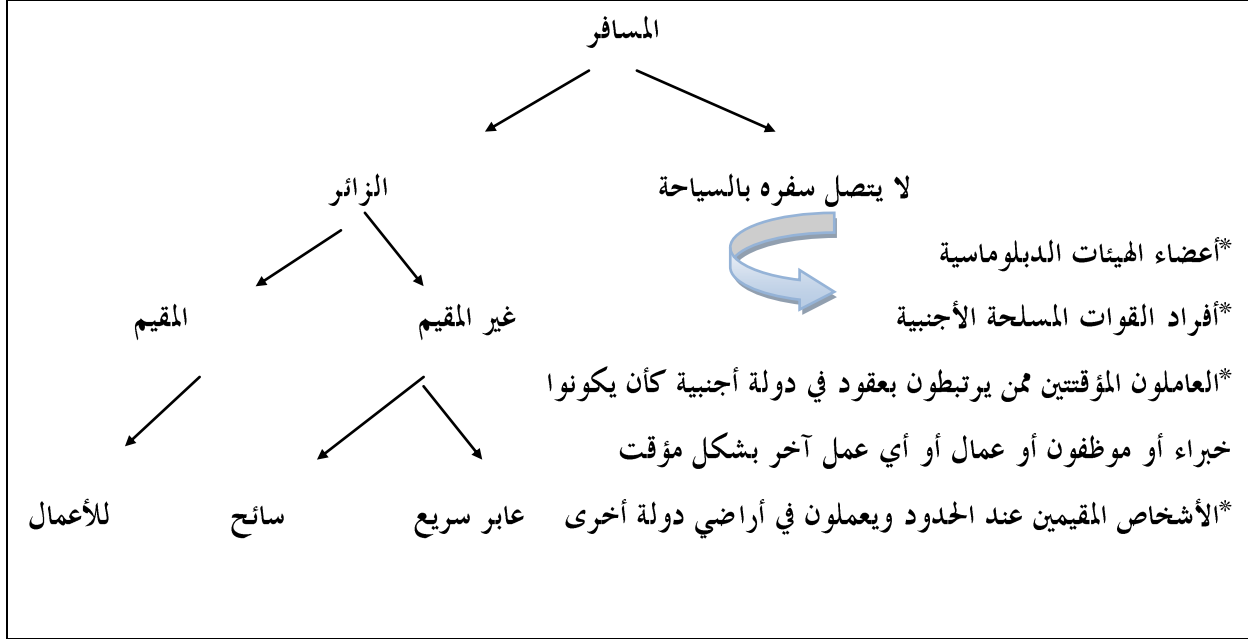 المسافر
لا يتصل سفره بالسياحة
الزائر
*أعضاء الهيئات الدبلوماسية
*أفراد القوات المسلحة الأجنبية
غير المقيم
المقيم
*العاملون المؤقتتين ممن يرتبطون بعقود في دولة أجنبية كأن يكونوا
خبراء أو موظفون أو عمال أو أي عمل آخر بشكل مؤقت
*الأشخاص المقيمين عند الحدود ويعملون في أراضي دولة أخرى
عابر سريع
سائح
للأعمال